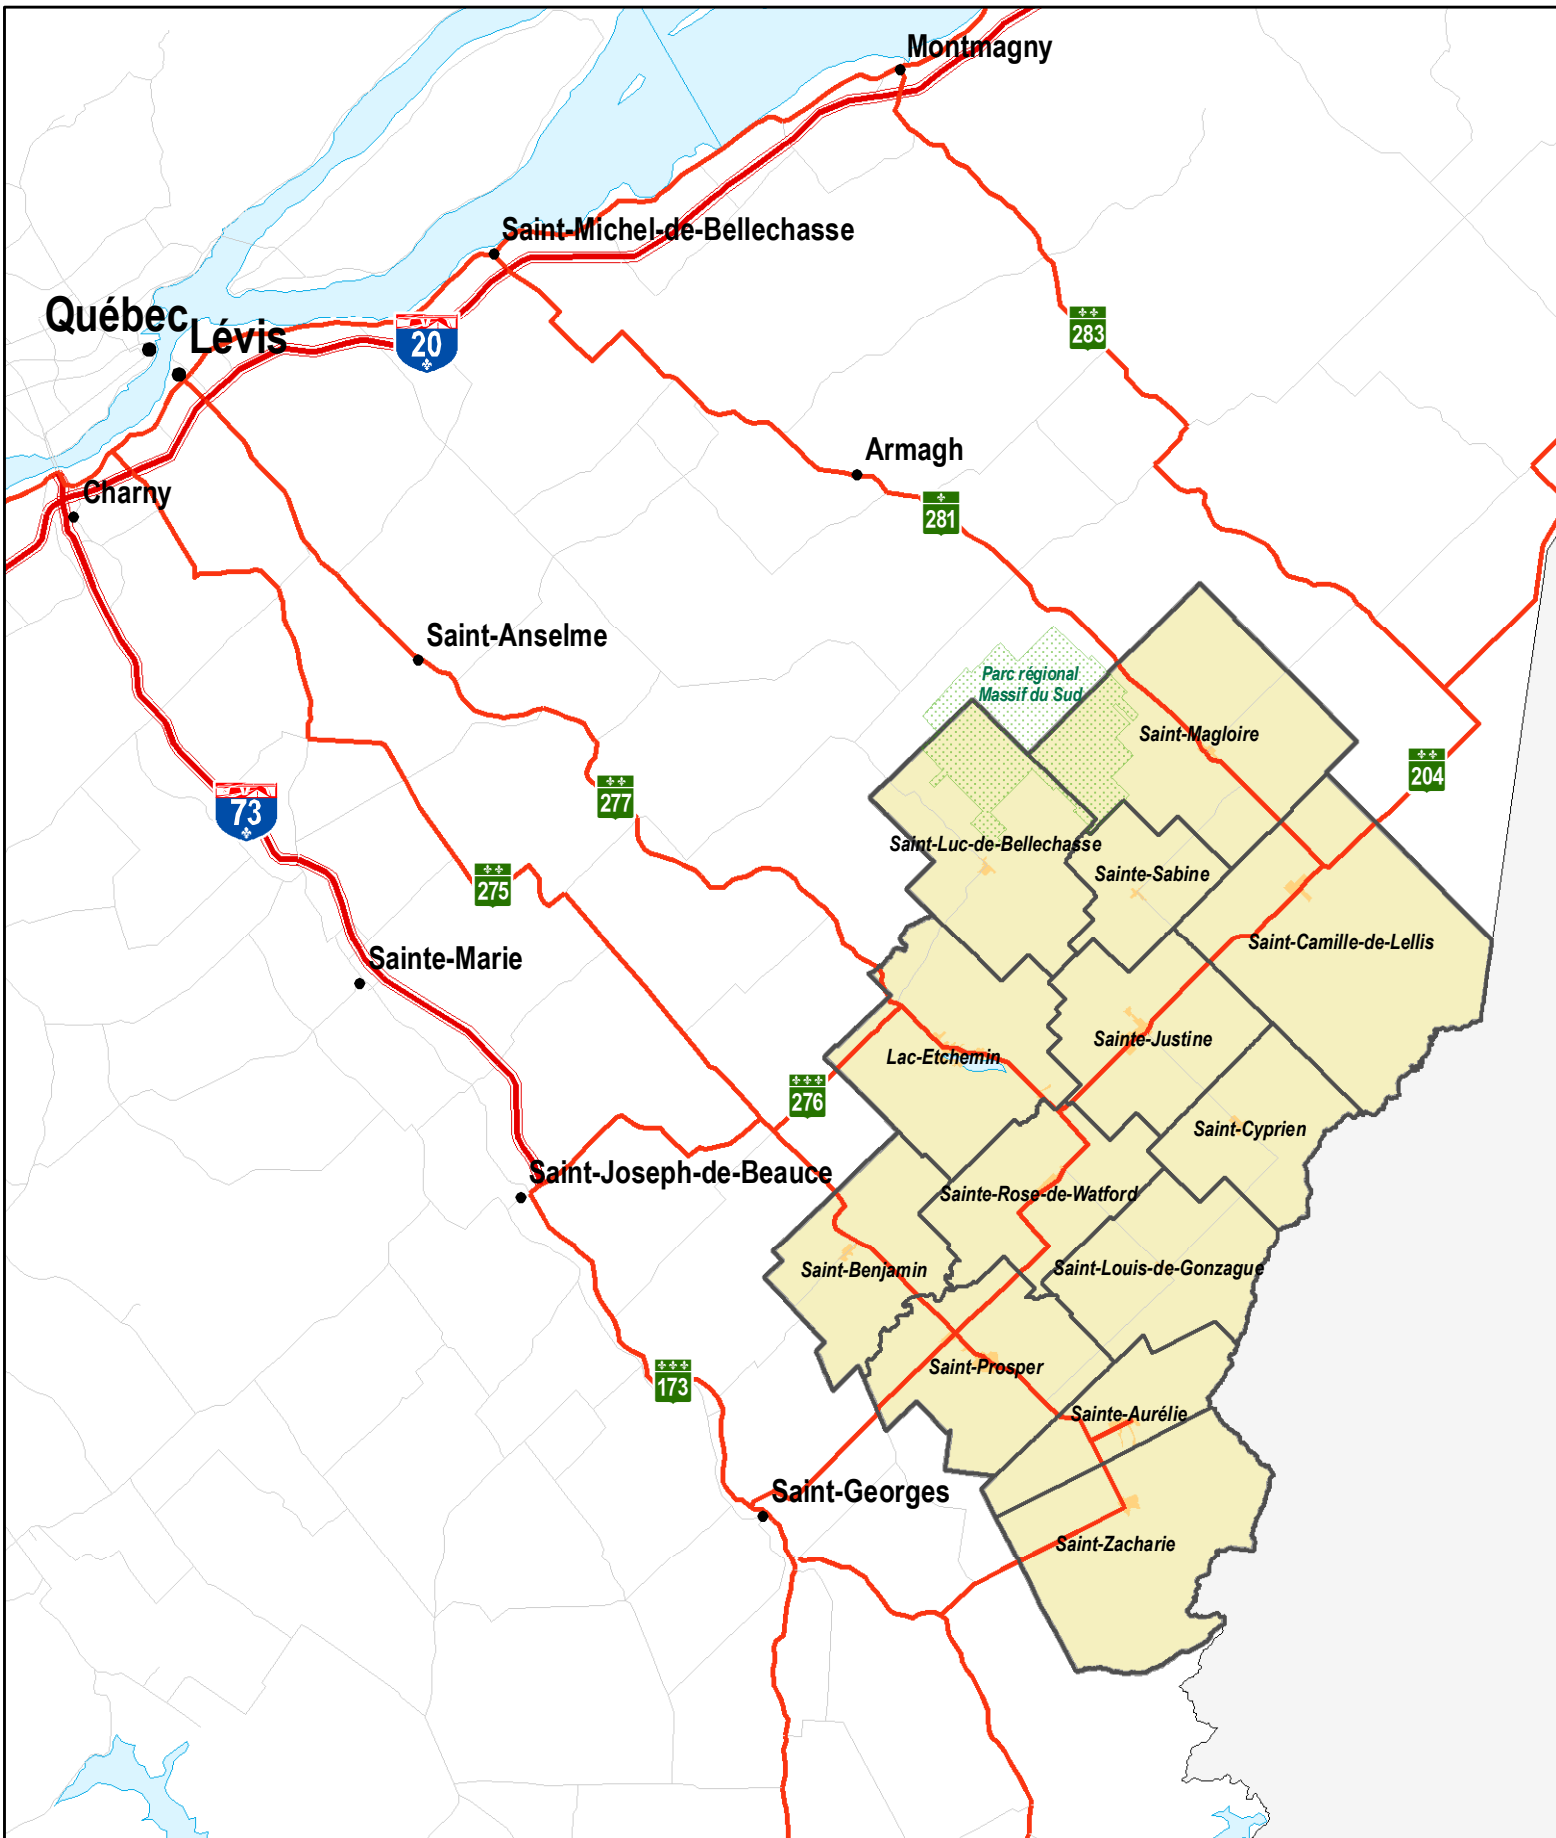 Montmagny
Saint-Michel-de-Bellechasse
Québec
Lévis
20
283
Armagh
Charny
281
Saint-Anselme
Parc régional
Massif du Sud
Saint-Magloire
204
277
73
Saint-Luc-de-Bellechasse
Sainte-Sabine
275
Saint-Camille-de-Lellis
Sainte-Marie
Sainte-Justine
Lac-Etchemin
276
Saint-Cyprien
Saint-Joseph-de-Beauce
Sainte-Rose-de-Watford
Saint-Benjamin
Saint-Louis-de-Gonzague
Saint-Prosper
173
Sainte-Aurélie
Saint-Georges
Saint-Zacharie